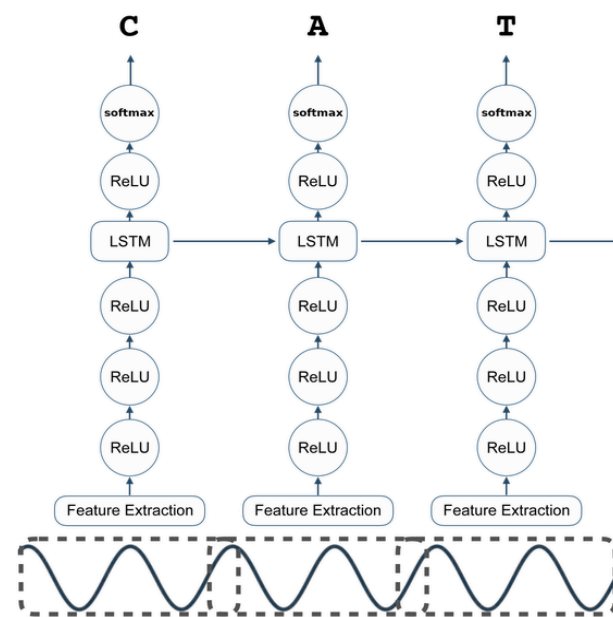 C A T
softmax softmax softmax
ReLU ReLU ReLU
LSTM LSTM LSTM
ReLU ReLU ReLU
ReLU ReLU ReLU
ReLU ReLU ReLU
Feature Extraction Feature Extraction Feature Extraction